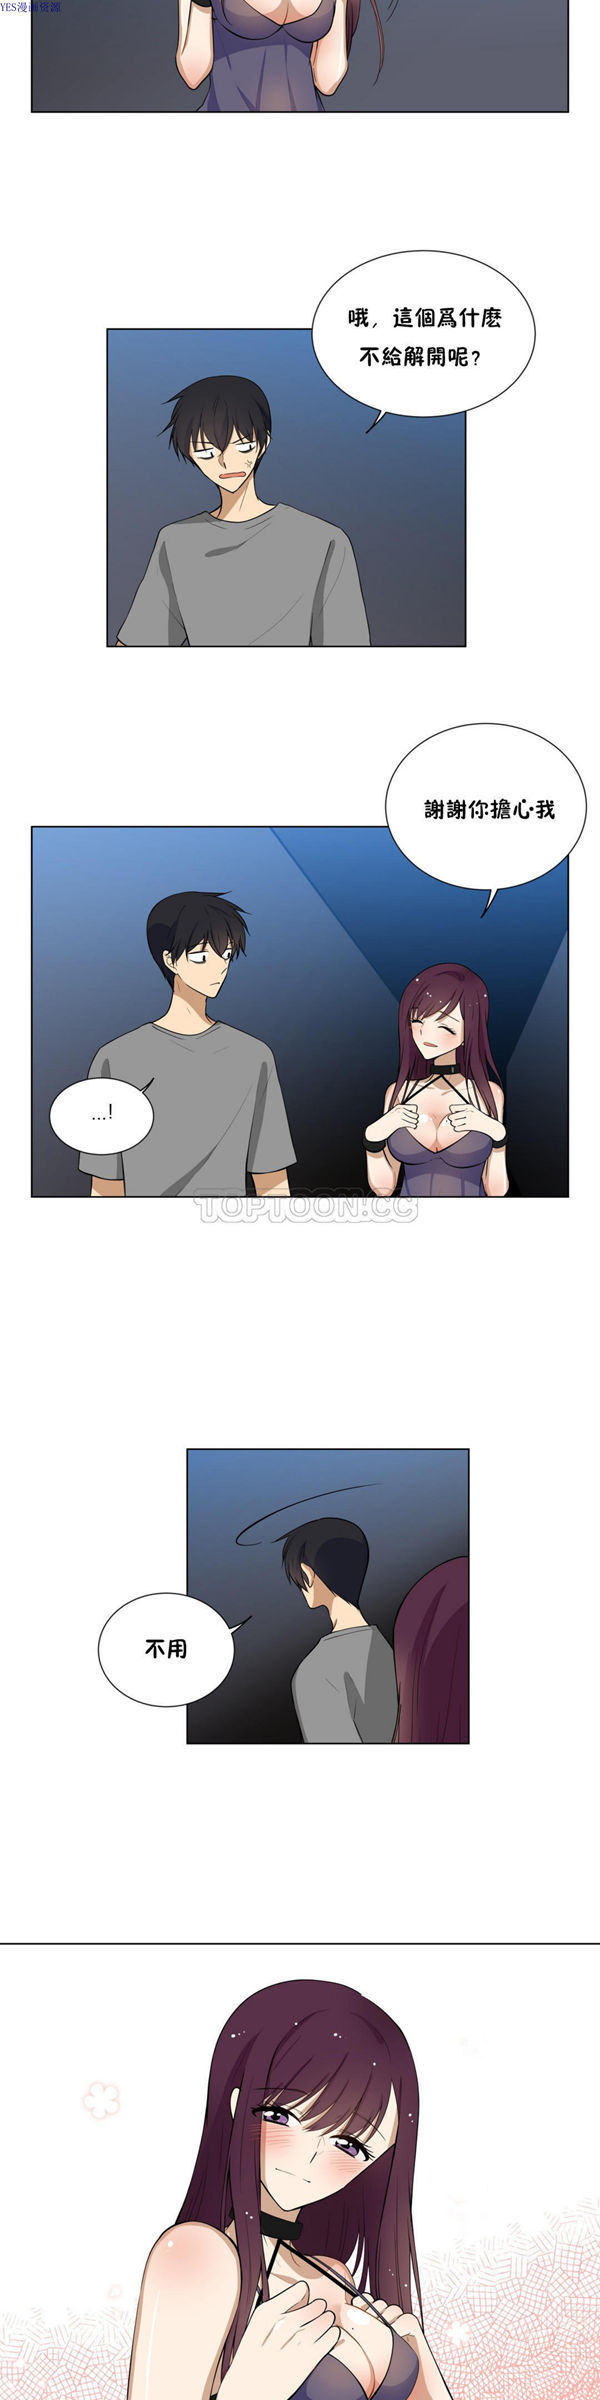 YES漫画资源
哦，這個爲什麽
不給解開呢？
謝謝你擔心我
...!
TOPTOON.CC
不用